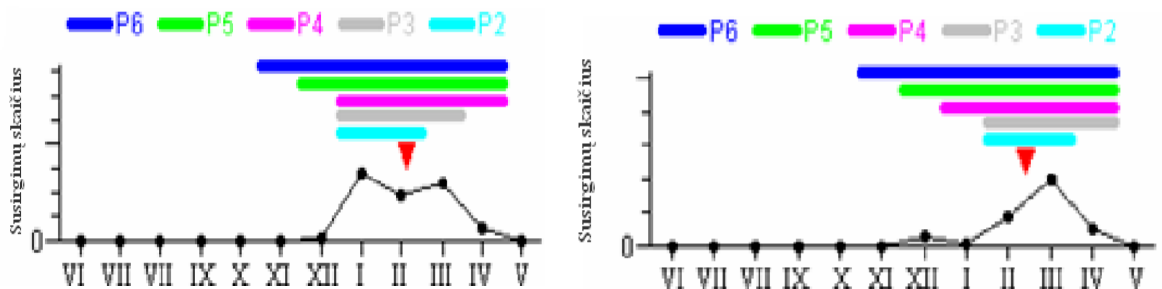 P6 P5 P4 P3 P2
Susirgimų skaičius
0
VI VII VII IX X XI XII I II III IV V
P6 P5 P4 P3 P2
Susirgimų skaičius
0
VI VII VII IX X XI XII I II III IV V